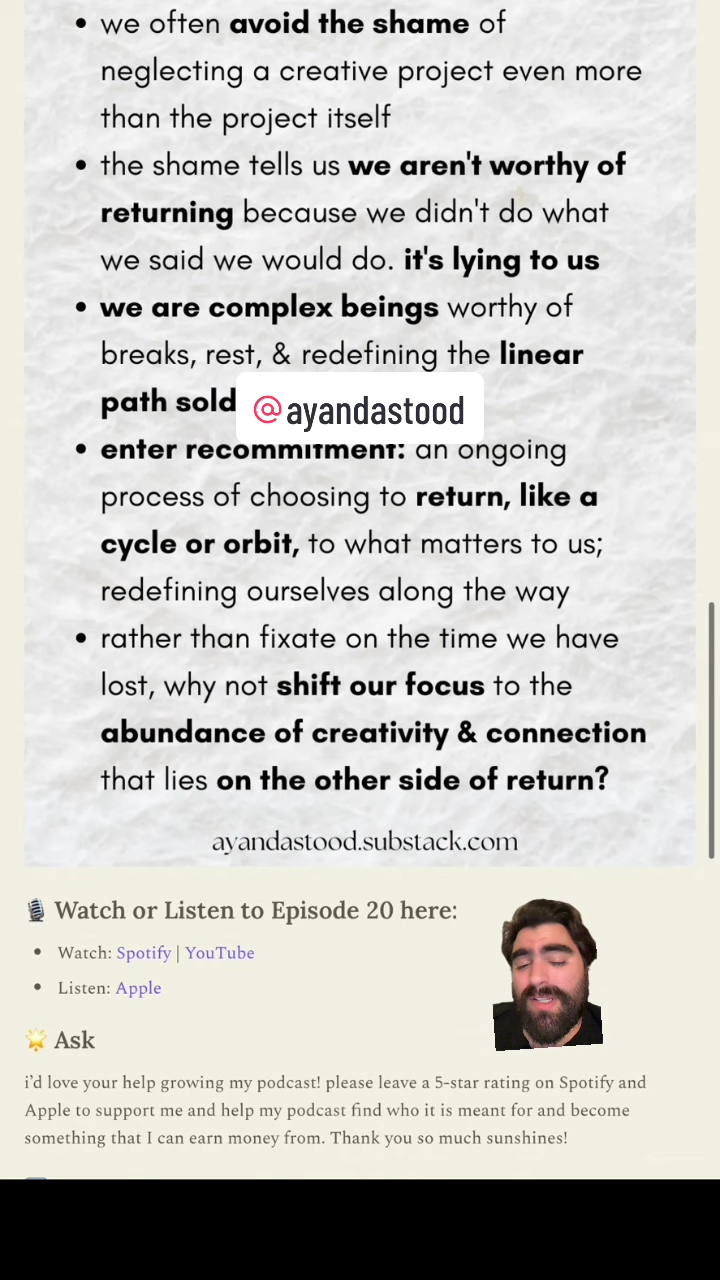 • we often avoid the shame of
neglecting a creative project even more
than the project itself
• the shame tells us we aren't worthy of
returning because we didn't do what
we said we would do. it's lying to us
• we are complex beings worthy of
breaks, rest, & redefining the linear
path sold
@ayandastood
• enter recommitment: an ongoing
process of choosing to return, like a
cycle or orbit, to what matters to us;
redefining ourselves along the way
• rather than fixate on the time we have
lost, why not shift our focus to the
abundance of creativity & connection
that lies on the other side of return?
ayandastood.substack.com
Watch or Listen to Episode 20 here:
• Watch: Spotify | YouTube
• Listen: Apple
Ask
i'd love your help growing my podcast! please leave a 5-star rating on Spotify and
Apple to support me and help my podcast find who it is meant for and become
something that I can earn money from. Thank you so much sunshines!